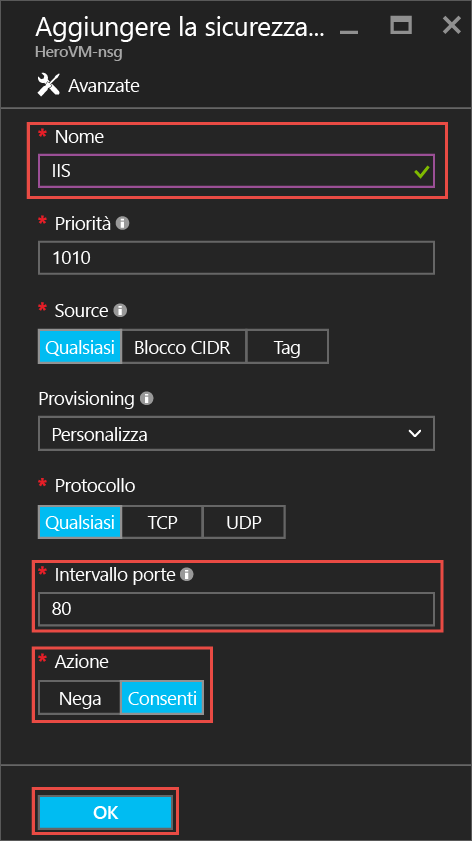 Aggiungere la sicurezza...
HeroVM-nsg
Avanzate
* Nome
IIS
* Priorità
1010
* Source
Qualsiasi Blocco CIDR Tag
Provisioning
Personalizza
* Protocollo
Qualsiasi TCP UDP
* Intervallo porte
80
* Azione
Nega Consenti
OK